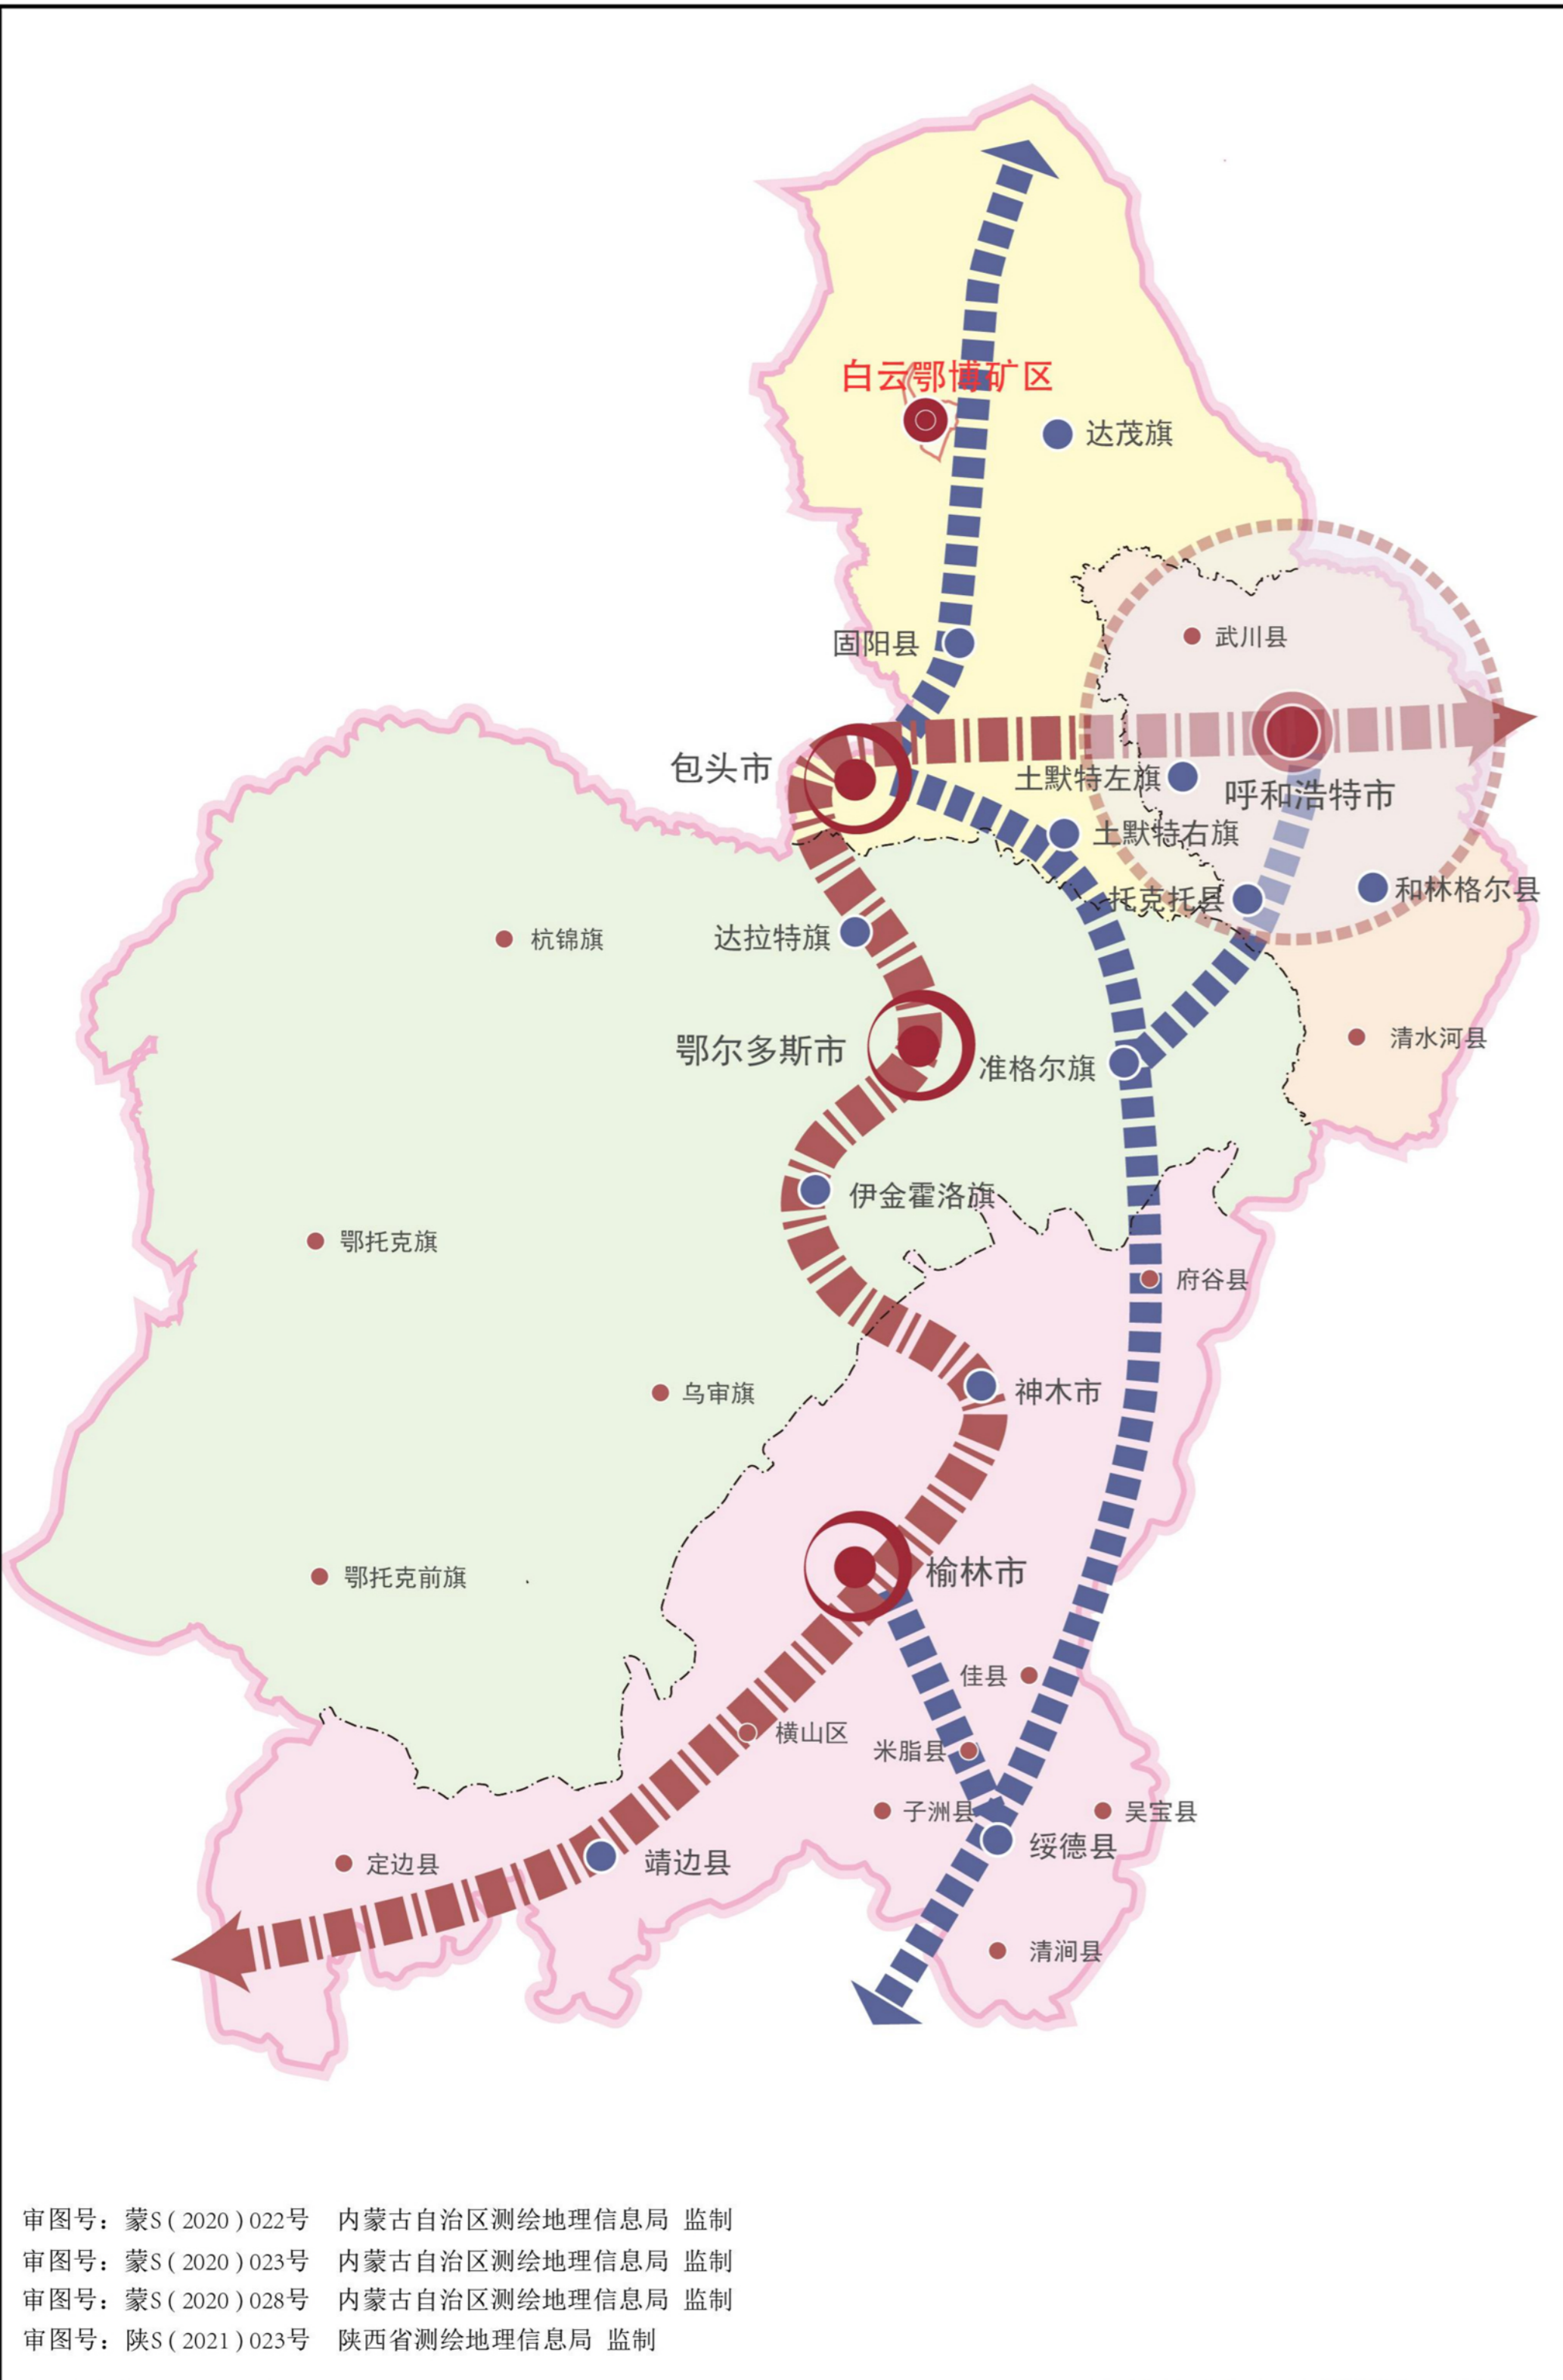 白云鄂博矿区
达茂旗
武川县
固阳县
包头市
土默特左旗
呼和浩特市
土默特右旗
托克托县
和林格尔县
达拉特旗
杭锦旗
清水河县
鄂尔多斯市
准格尔旗
伊金霍洛旗
鄂托克旗
府谷县
神木市
乌审旗
榆林市
鄂托克前旗
佳县
横山区
米脂县
子洲县
吴宝县
绥德县
定边县
靖边县
清涧县
审图号：蒙S(2020)022号 内蒙古自治区测绘地理信息局 监制
审图号：蒙S(2020)023号 内蒙古自治区测绘地理信息局 监制
审图号：蒙S(2020)028号 内蒙古自治区测绘地理信息局 监制
审图号：陕S(2021)023号 陕西省测绘地理信息局 监制